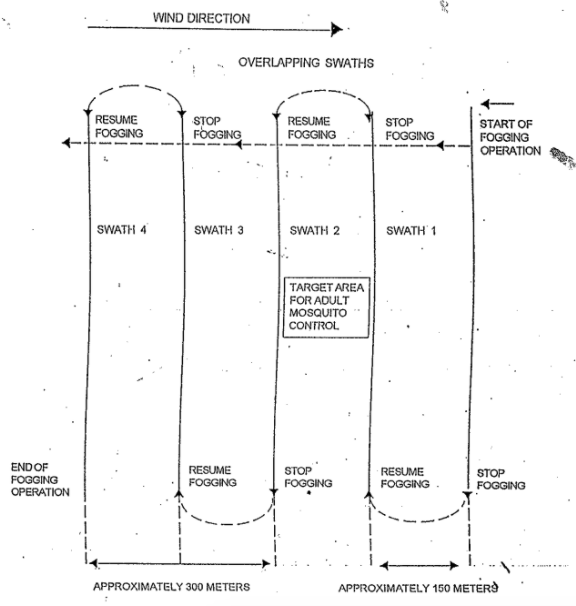 WIND DIRECTION
OVERLAPPING SWATHS
RESUME
FOGGING
STOP
FOGGING
RESUME
FOGGING
STOP
FOGGING
START OF
FOGGING
OPERATION
SWATH 4
SWATH 3
SWATH 2
SWATH 1
TARGET AREA
FOR ADULT
MOSQUITO
CONTROL
END OF
FOGGING
OPERATION
RESUME
FOGGING
STOP
FOGGING
RESUME
FOGGING
STOP
FOGGING
APPROXIMATELY 300 METERS
APPROXIMATELY 150 METERS